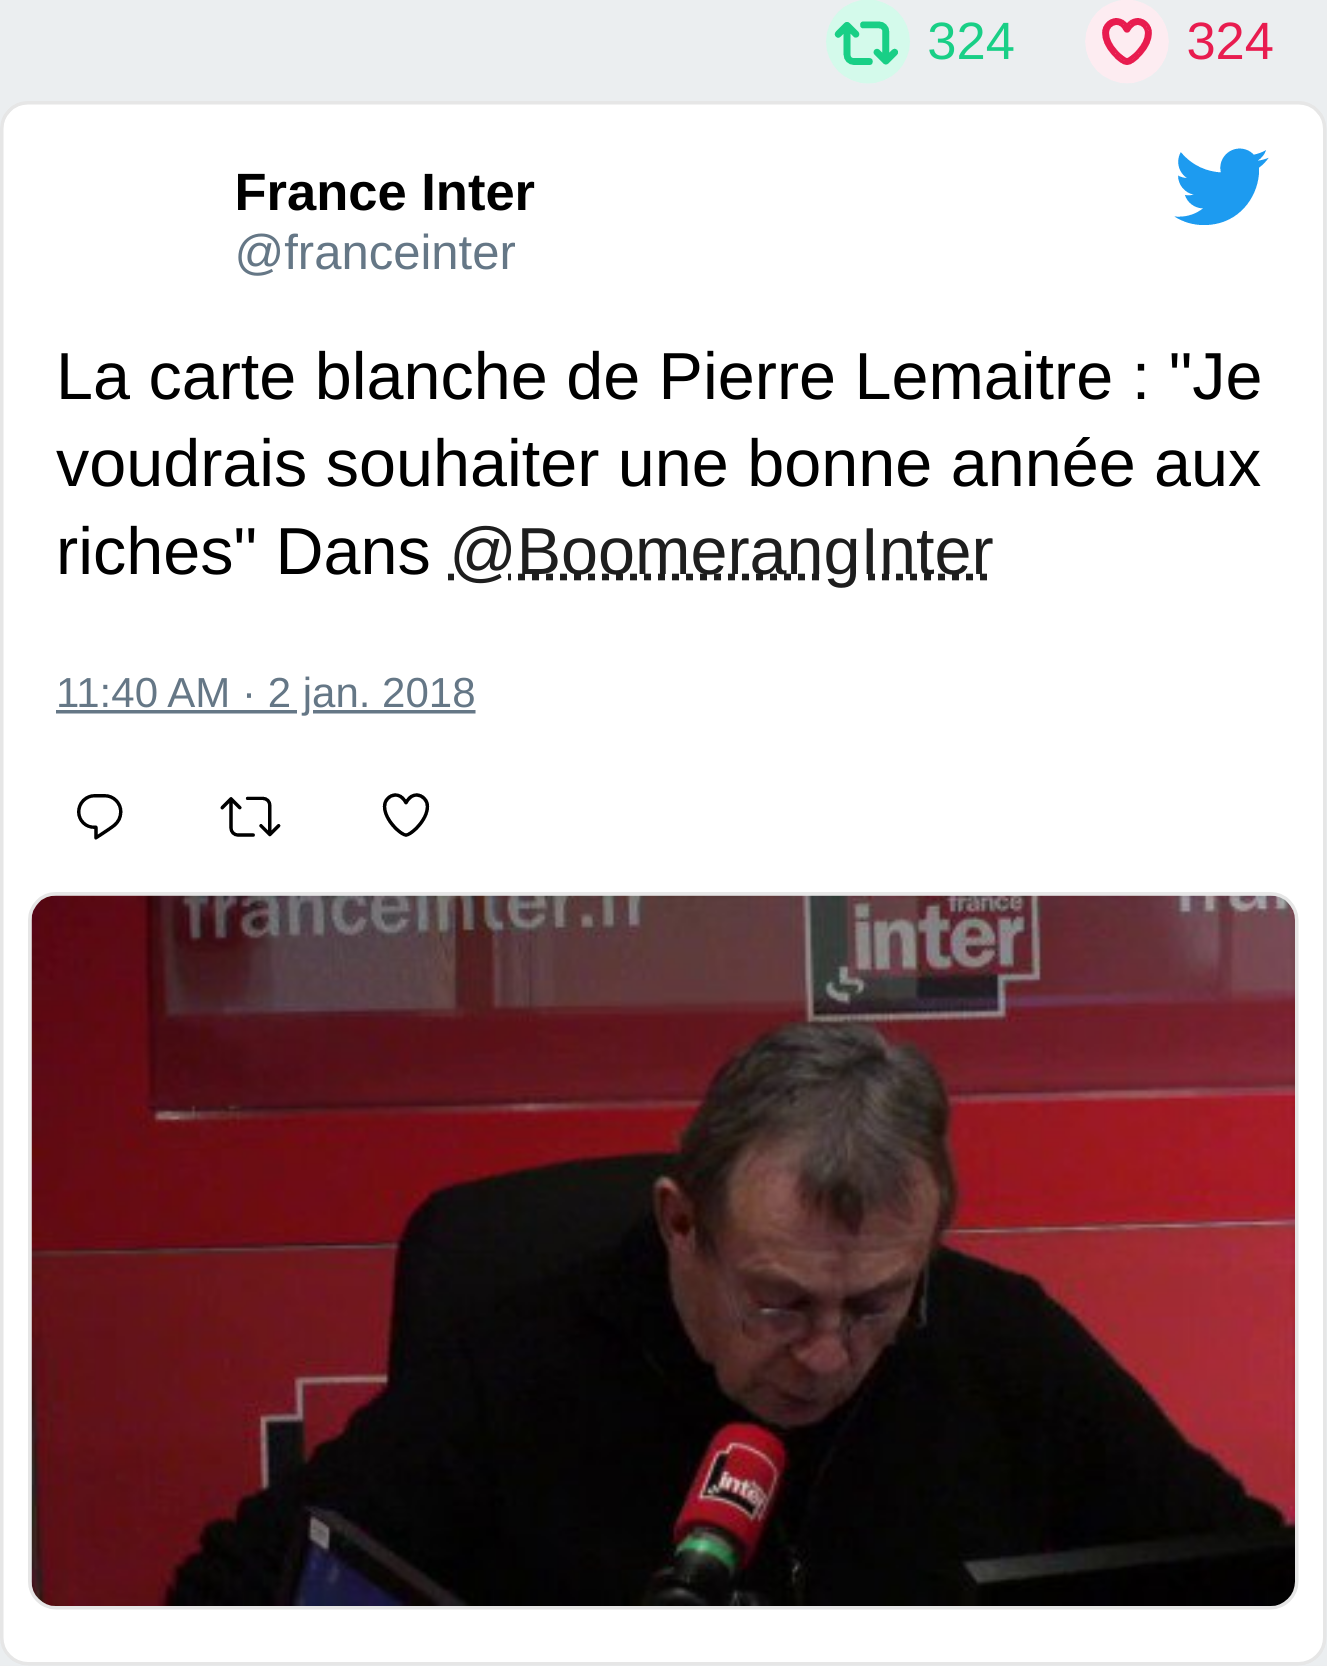 324 324
France Inter
@franceinter
La carte blanche de Pierre Lemaitre : "Je
voudrais souhaiter une bonne année aux
riches" Dans @BoomerangInter
11:40 AM · 2 jan. 2018
franceinter.fr
france
inter
inter